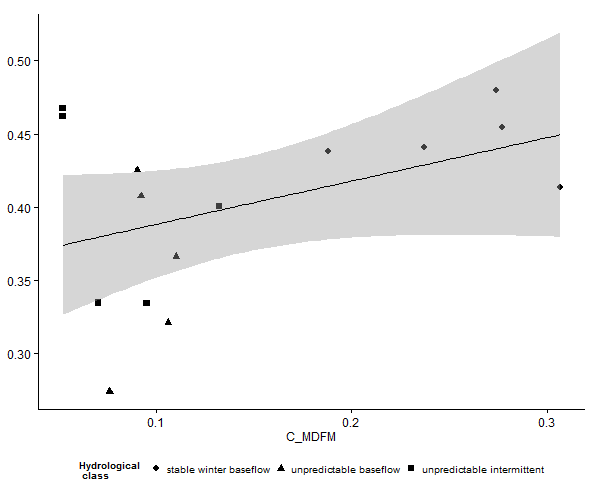 0.50
0.45
0.40
0.35
0.30
0.1 0.2 0.3
C_MDFM
Hydrological
class
stable winter baseflow unpredictable baseflow unpredictable intermittent